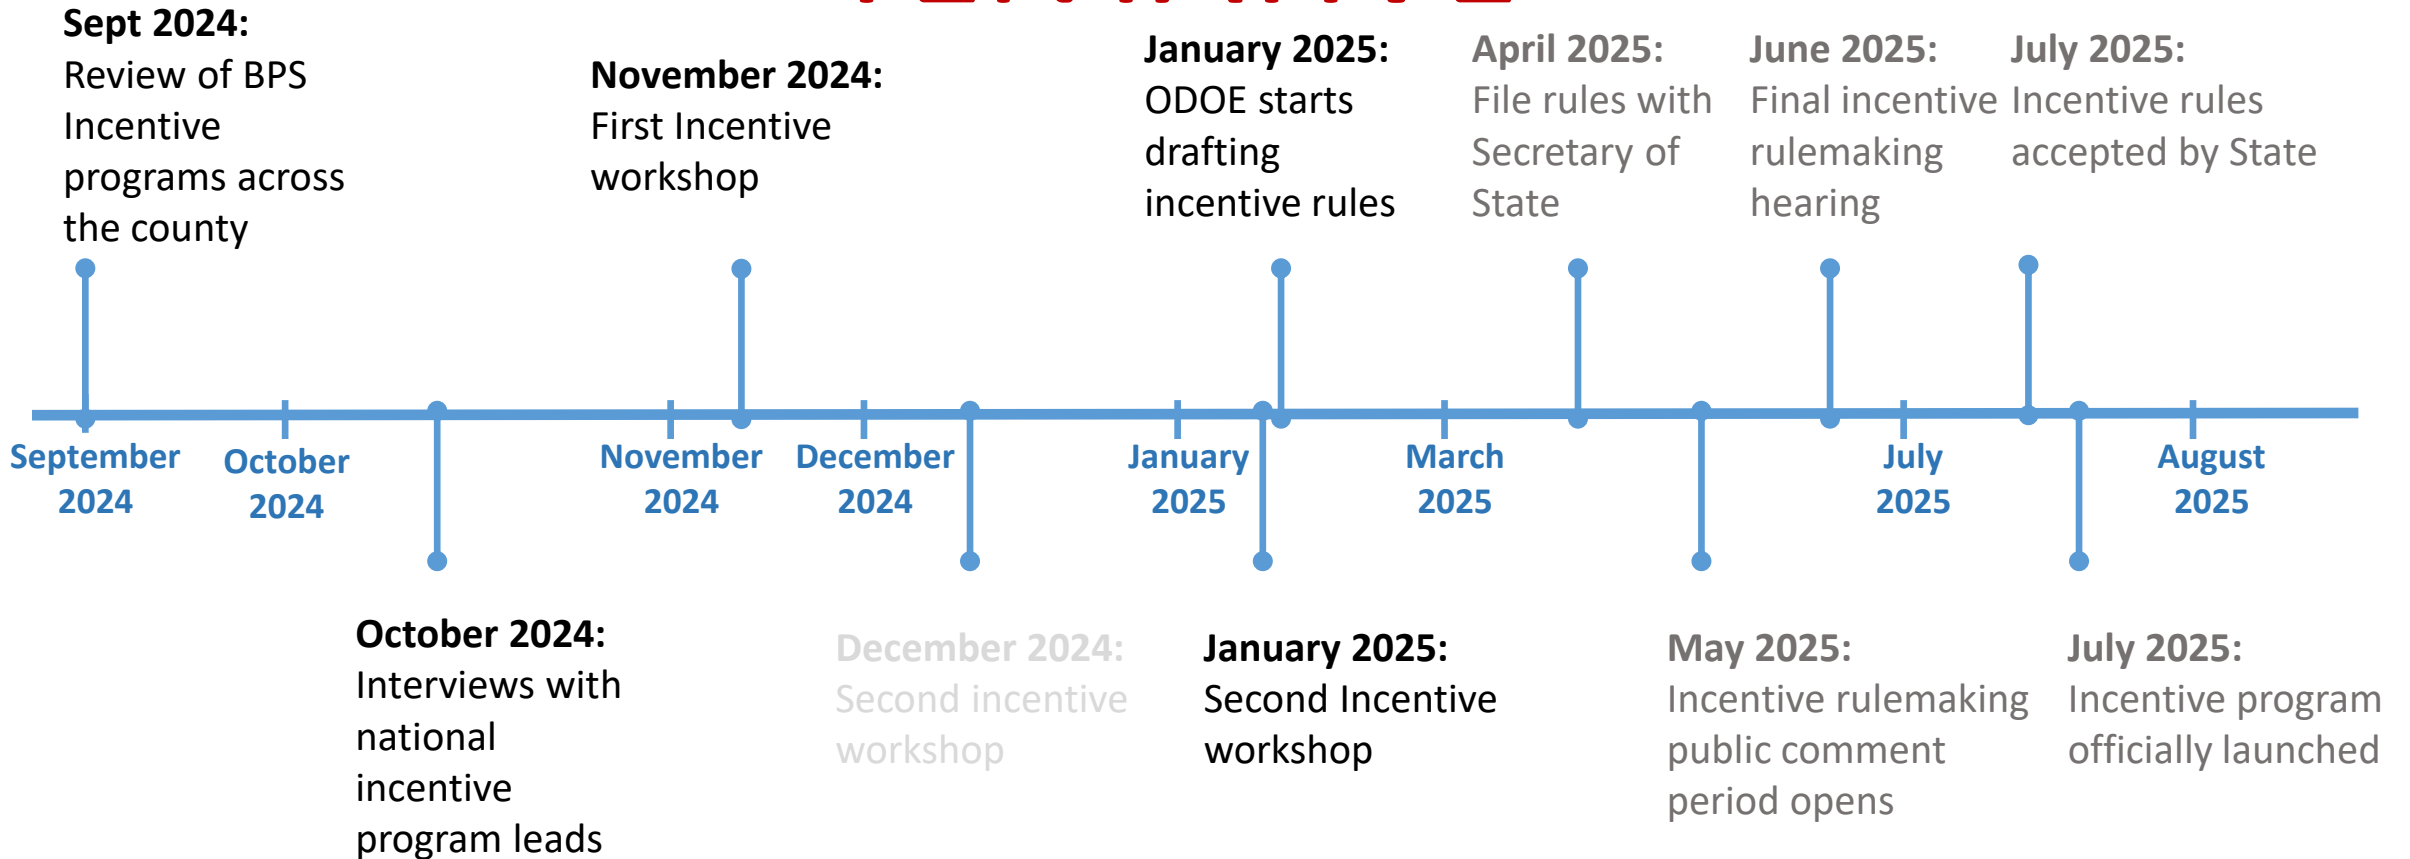 Sept 2024:
Review of BPS
Incentive
programs across
the county
November 2024:
First Incentive
workshop
January 2025:
ODOE starts
drafting
incentive rules
April 2025:
File rules with
Secretary of
State
June 2025:
Final incentive
rulemaking
hearing
July 2025:
Incentive rules
accepted by State
September
2024
October
2024
November
2024
December
2024
January
2025
March
2025
July
2025
August
2025
October 2024:
Interviews with
national
incentive
program leads
December 2024:
Second incentive
workshop
January 2025:
Second Incentive
workshop
May 2025:
Incentive rulemaking
public comment
period opens
July 2025:
Incentive program
officially launched